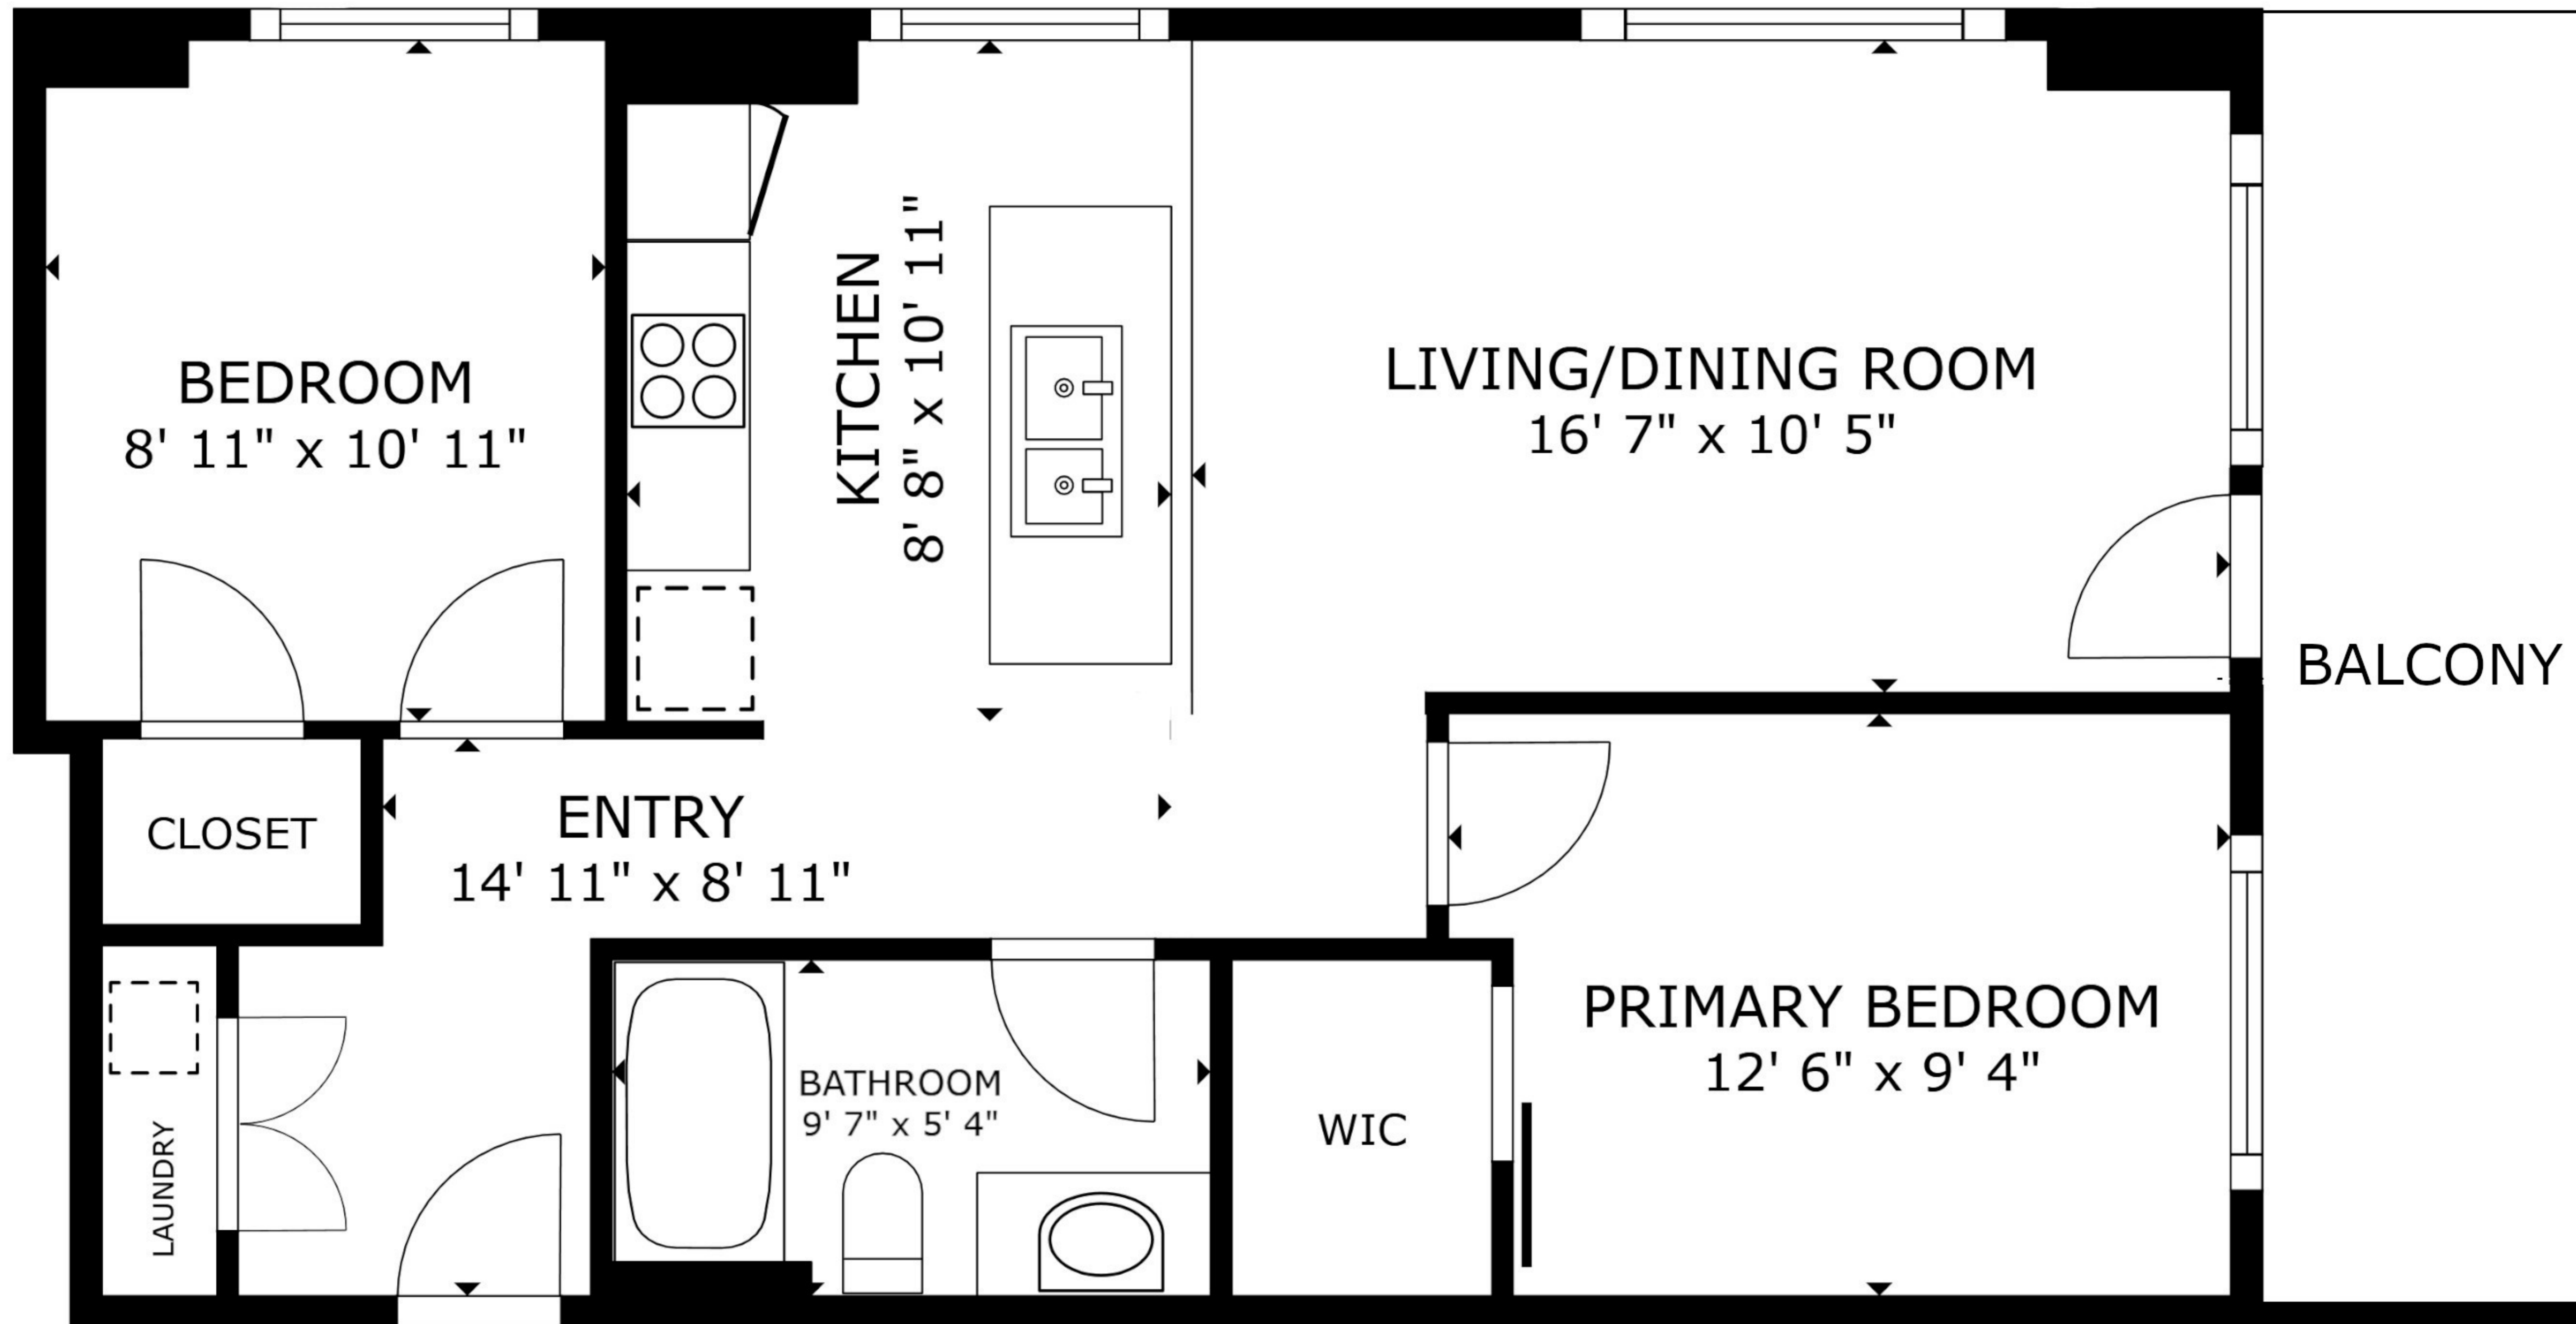 BEDROOM
8' 11" x 10' 11"
KITCHEN
8' 8" x 10' 11"
LIVING/DINING ROOM
16' 7" x 10' 5"
BALCONY
CLOSET
ENTRY
14' 11" x 8' 11"
LAUNDRY
BATHROOM
9' 7" x 5' 4"
WIC
PRIMARY BEDROOM
12' 6" x 9' 4"